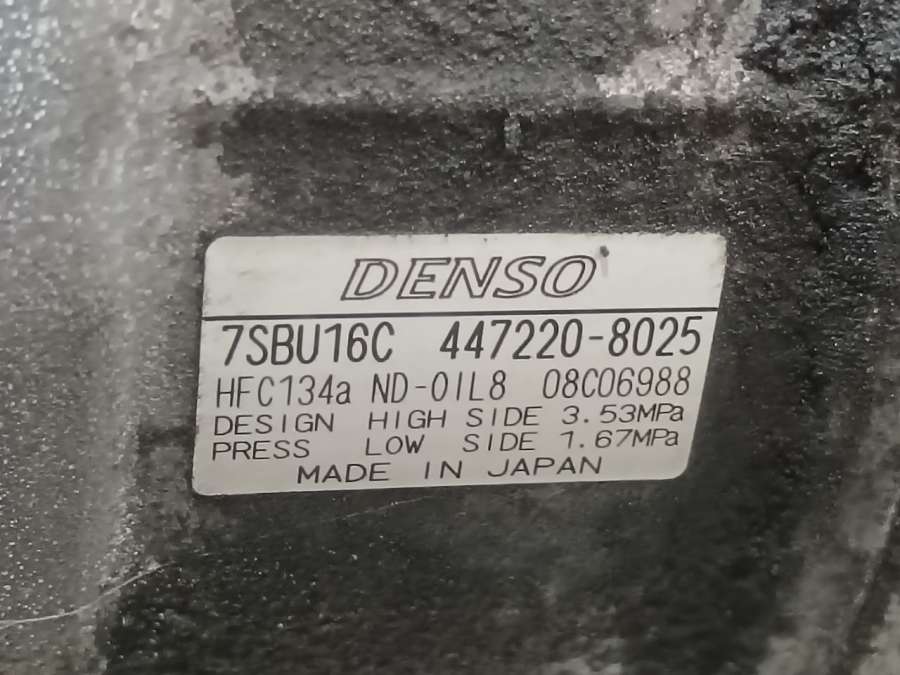 DENSO
7SBU16C 447220-8025
HFC134a ND-OIL8 08C06988
DESIGN HIGH SIDE 3.53MPa
PRESS LOW SIDE 1.67MPa
MADE IN JAPAN